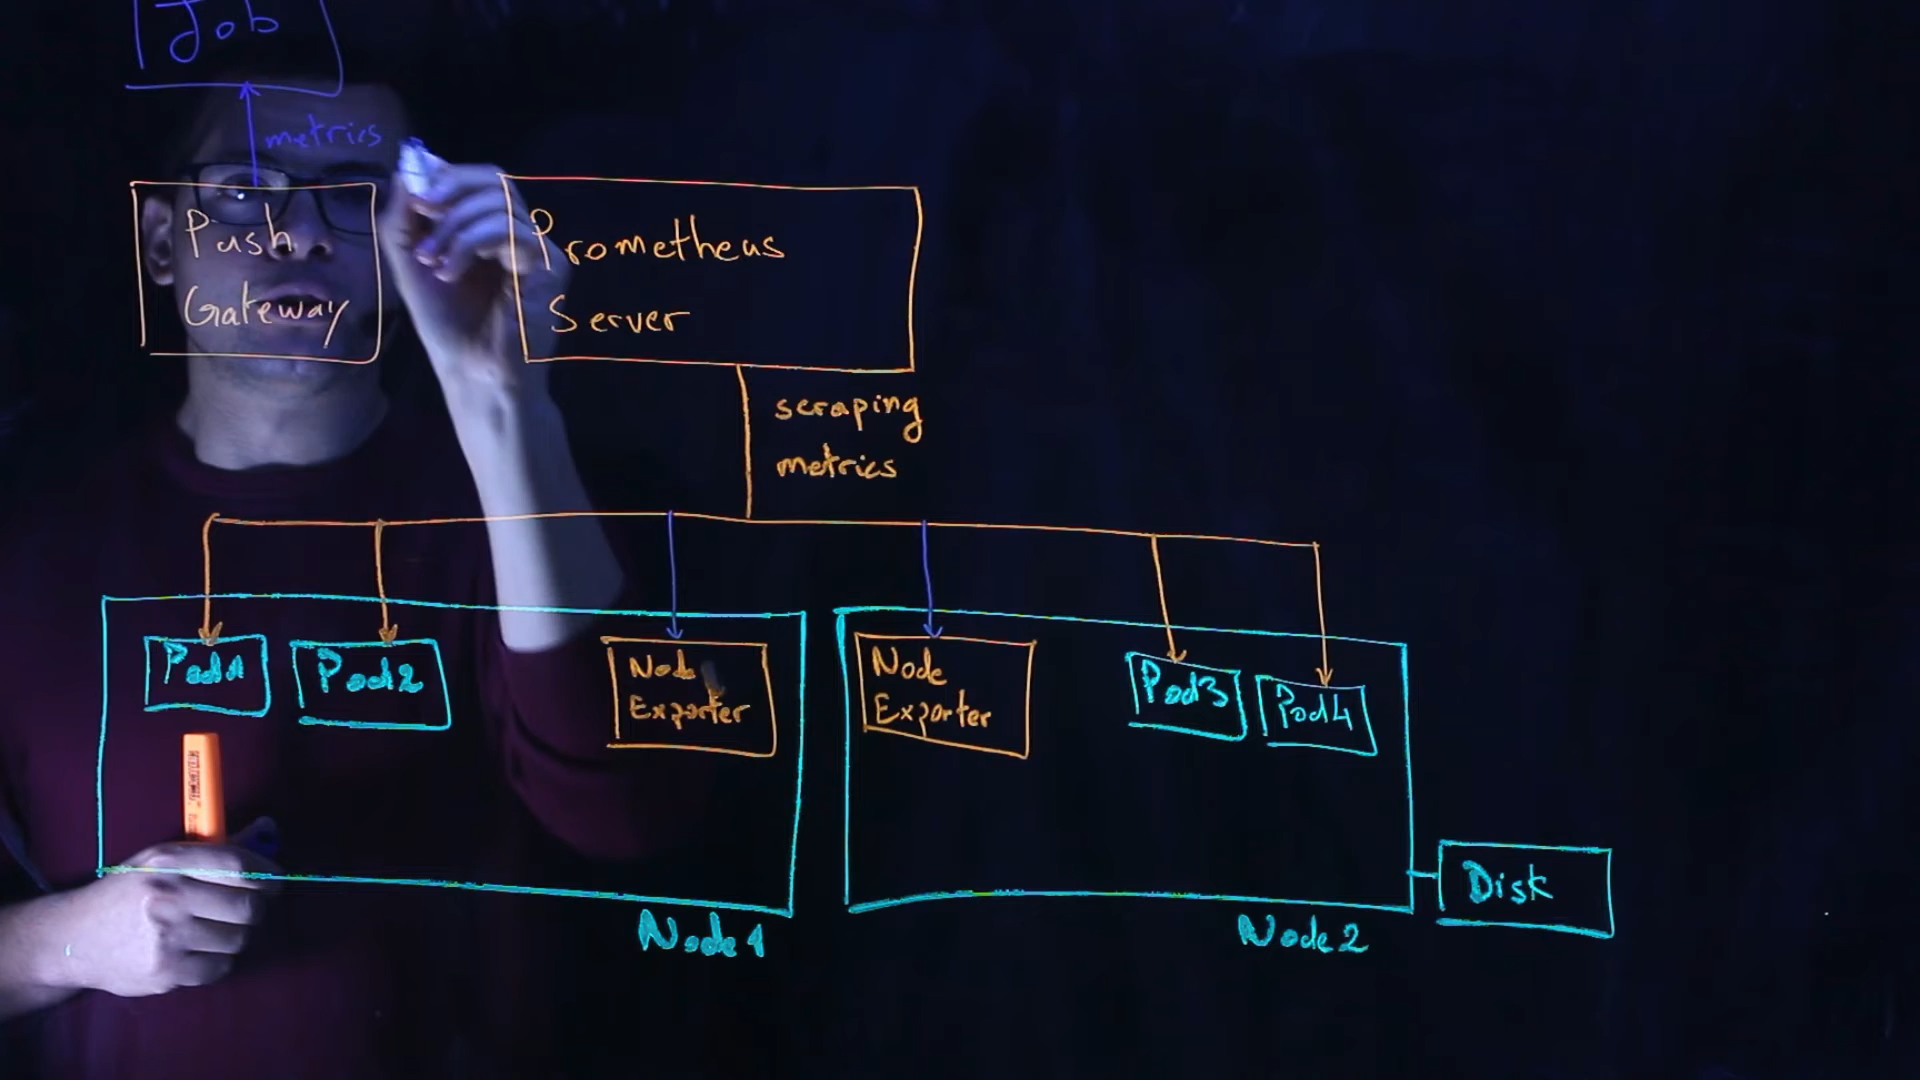 Job
metrics
Push
Gateway
Prometheus
Server
scraping
metrics
Pod1
Pod2
Node
Exporter
Node
Exporter
Pod3
Pod4
Disk
Node1
Node2